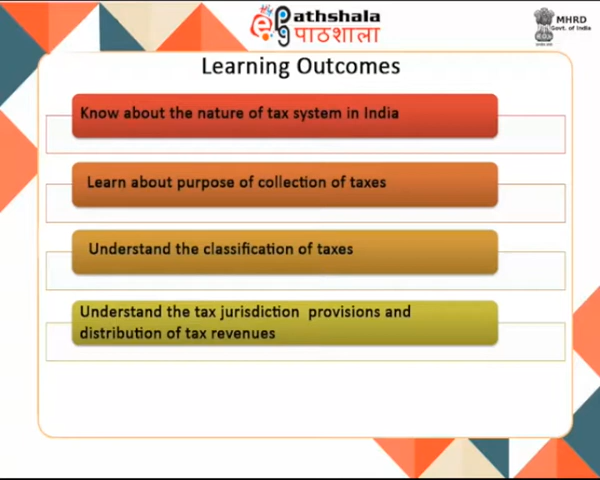 ePathshala
पाठशाला
MHRD
Govt. of India
Learning Outcomes
Know about the nature of tax system in India
Learn about purpose of collection of taxes
Understand the classification of taxes
Understand the tax jurisdiction provisions and
distribution of tax revenues